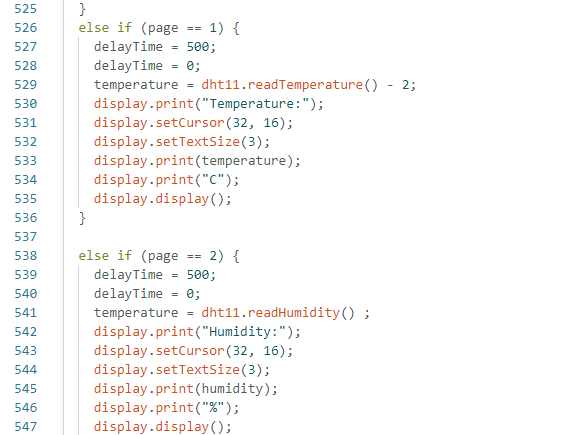 525 }
526 else if (page == 1) {
527 delayTime = 500;
528 delayTime = 0;
529 temperature = dht11.readTemperature() - 2;
530 display.print("Temperature:");
531 display.setCursor(32, 16);
532 display.setTextSize(3);
533 display.print(temperature);
534 display.print("C");
535 display.display();
536 }
537
538 else if (page == 2) {
539 delayTime = 500;
540 delayTime = 0;
541 temperature = dht11.readHumidity() ;
542 display.print("Humidity:");
543 display.setCursor(32, 16);
544 display.setTextSize(3);
545 display.print(humidity);
546 display.print("%");
547 display.display();